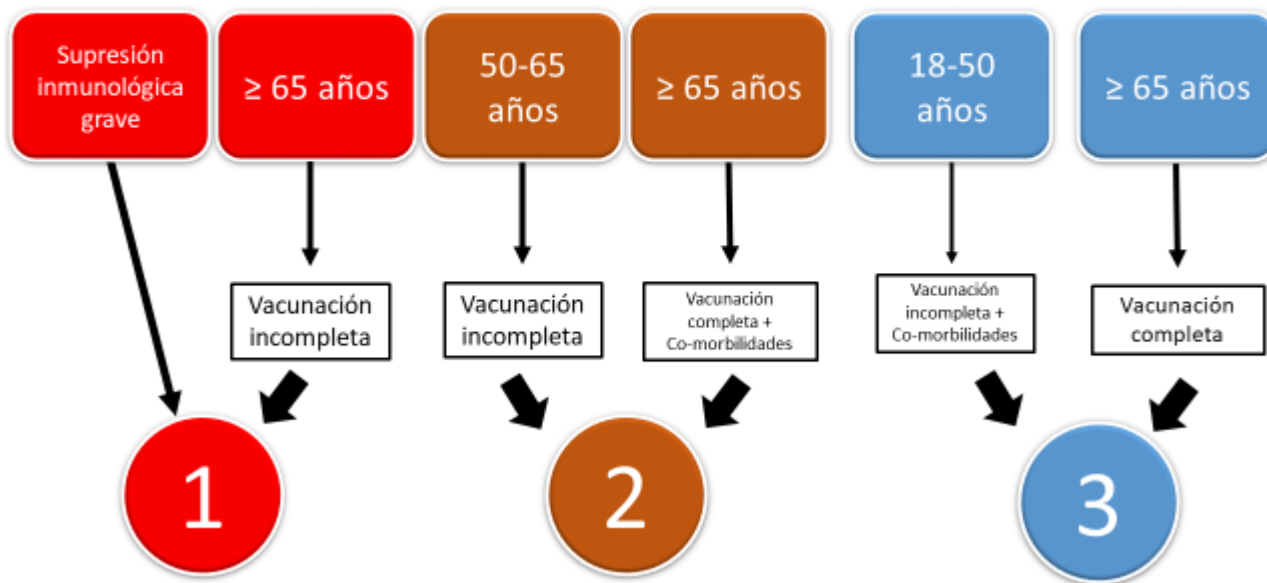 Supresión
inmunológica
grave
≥ 65 años
50-65
años
≥ 65 años
18-50
años
≥ 65 años
Vacunación
incompleta
Vacunación
incompleta
Vacunación
completa +
Co-morbilidades
Vacunación
incompleta +
Co-morbilidades
Vacunación
completa
1
2
3